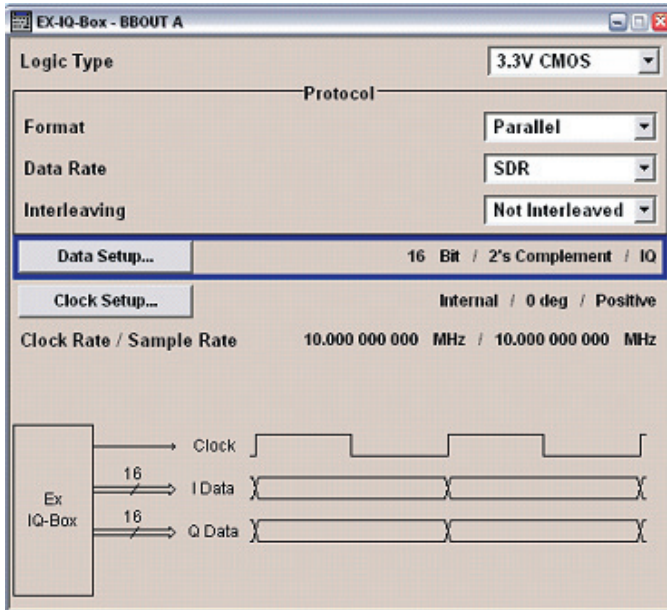 EX-IQ-Box - BBOUT A
Logic Type 3.3V CMOS
Protocol
Format Parallel
Data Rate SDR
Interleaving Not Interleaved
Data Setup... 16 Bit / 2's Complement / IQ
Clock Setup... Internal / 0 deg / Positive
Clock Rate / Sample Rate 10.000 000 000 MHz / 10.000 000 000 MHz
Clock
16
I Data
Ex
IQ-Box
16
Q Data